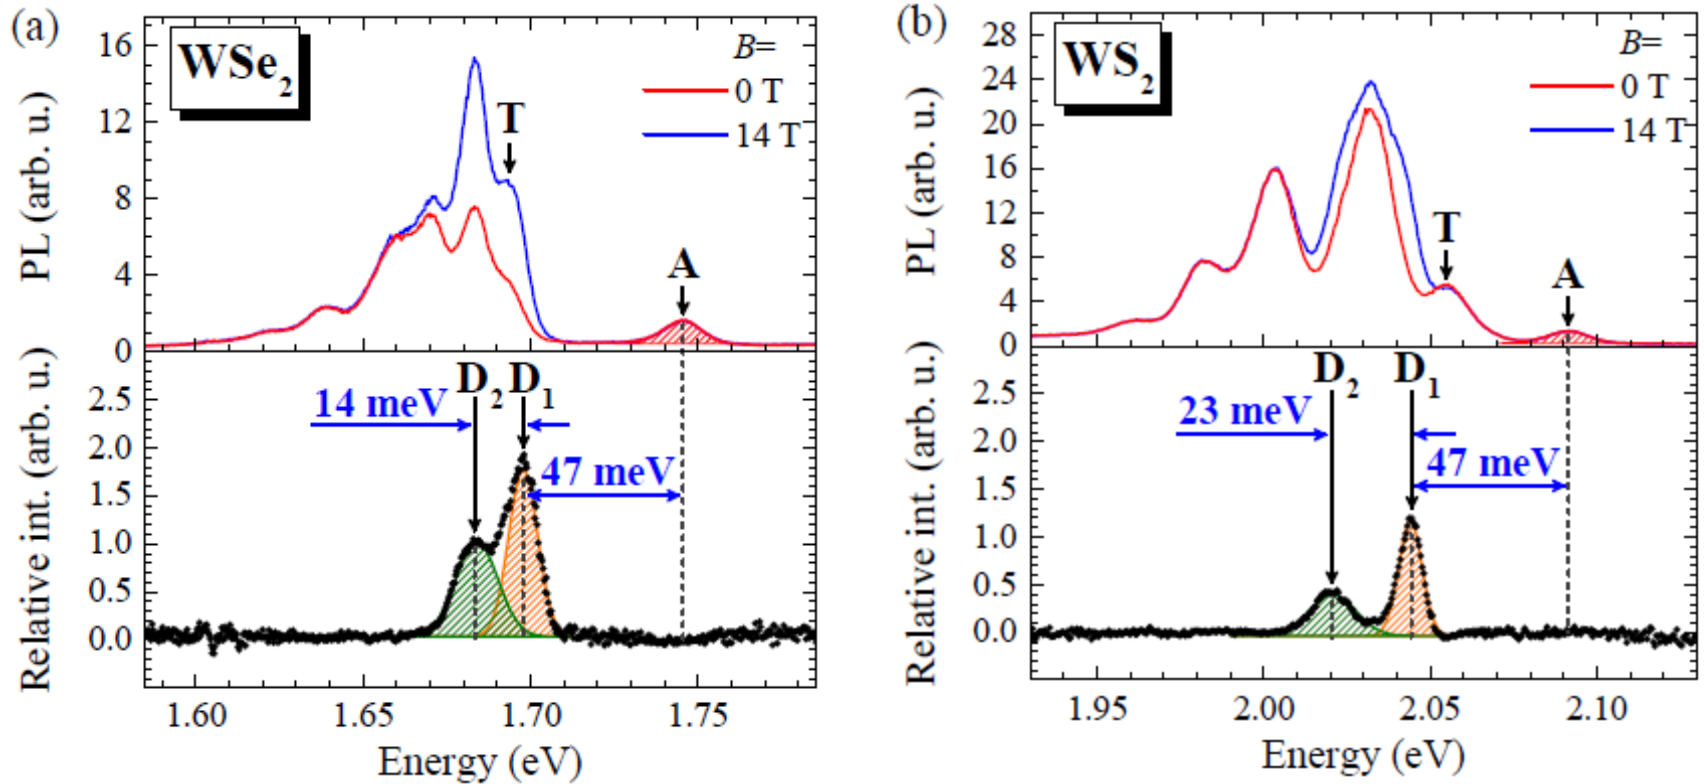 (a)
WSe2
B=
0 T
14 T
T
A
PL (arb. u.)
16
12
8
4
0
D2 D1
14 meV
47 meV
Relative int. (arb. u.)
2.5
2.0
1.5
1.0
0.5
0.0
1.60 1.65 1.70 1.75
Energy (eV)
(b)
WS2
B=
0 T
14 T
T
A
PL (arb. u.)
28
24
20
16
12
8
4
0
D2 D1
23 meV
47 meV
Relative int. (arb. u.)
2.5
2.0
1.5
1.0
0.5
0.0
1.95 2.00 2.05 2.10
Energy (eV)